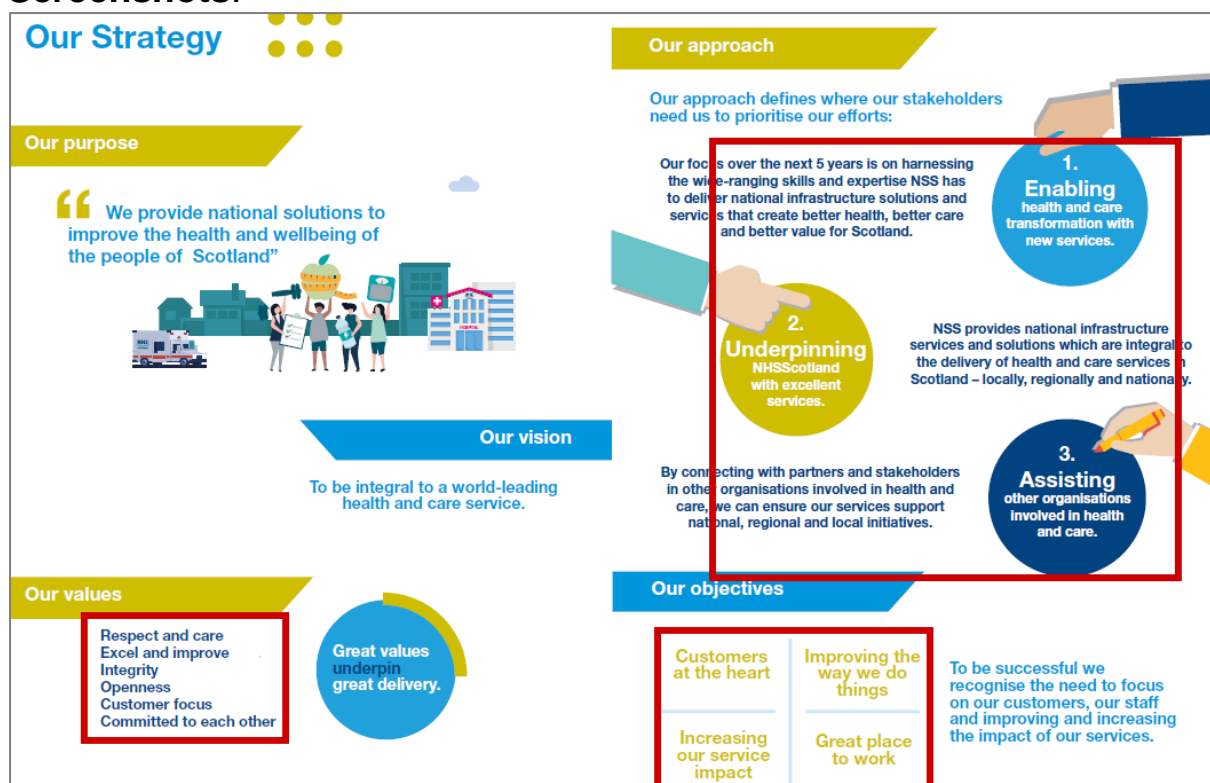 Screenshots:
Our Strategy
Our purpose
“ We provide national solutions to
improve the health and wellbeing of
the people of Scotland”
HOSPITAL
Our vision
To be integral to a world-leading
health and care service.
Our values
Respect and care
Excel and improve
Integrity
Openness
Customer focus
Committed to each other
Great values
underpin
great delivery.
Our approach
Our approach defines where our stakeholders
need us to prioritise our efforts:
Our focus over the next 5 years is on harnessing
the wide-ranging skills and expertise NSS has
to deliver national infrastructure solutions and
services that create better health, better care
and better value for Scotland.
1.
Enabling
health and care
transformation with
new services.
2.
Underpinning
NHSScotland
with excellent
services.
NSS provides national infrastructure
services and solutions which are integral to
the delivery of health and care services in
Scotland – locally, regionally and nationally.
By connecting with partners and stakeholders
in other organisations involved in health and
care, we can ensure our services support
national, regional and local initiatives.
3.
Assisting
other organisations
involved in health
and care.
Our objectives
Customers
at the heart
Improving the
way we do
things
Increasing
our service
impact
Great place
to work
To be successful we
recognise the need to focus
on our customers, our staff
and improving and increasing
the impact of our services.